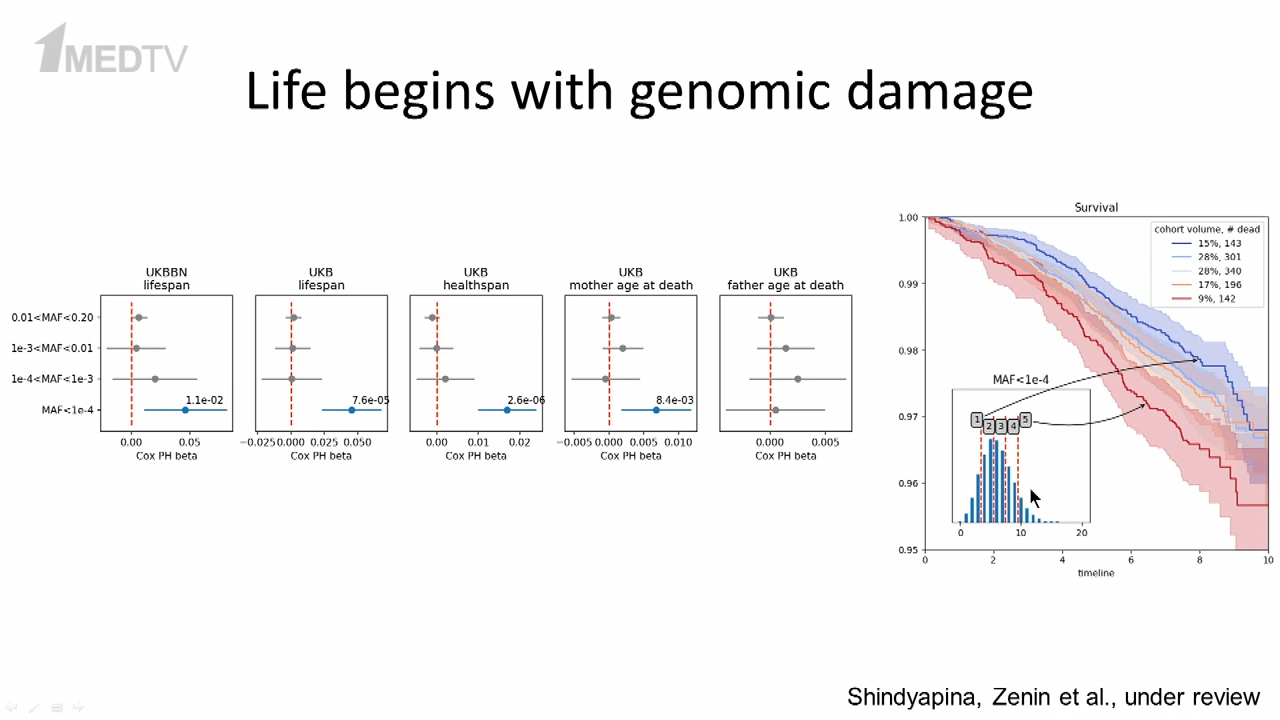 1MEDTV
Life begins with genomic damage
UKBBN
lifespan
UKB
lifespan
UKB
healthspan
UKB
mother age at death
UKB
father age at death
0.01<MAF<0.20
1e-3<MAF<0.01
1e-4<MAF<1e-3
MAF<1e-4
1.1e-02
7.6e-05
2.6e-06
8.4e-03
0.00 0.05
−0.025 0.000 0.025 0.050
0.00 0.01 0.02
−0.005 0.000 0.005 0.010
0.000 0.005
Cox PH beta
Cox PH beta
Cox PH beta
Cox PH beta
Cox PH beta
Survival
cohort volume, # dead
15%, 143
28%, 301
28%, 340
17%, 196
9%, 142
1.00
0.99
0.98
0.97
0.96
0.95
MAF<1e-4
1 2 3 4 5
0 10 20
0 2 4 6 8 10
timeline
Shindyapina, Zenin et al., under review